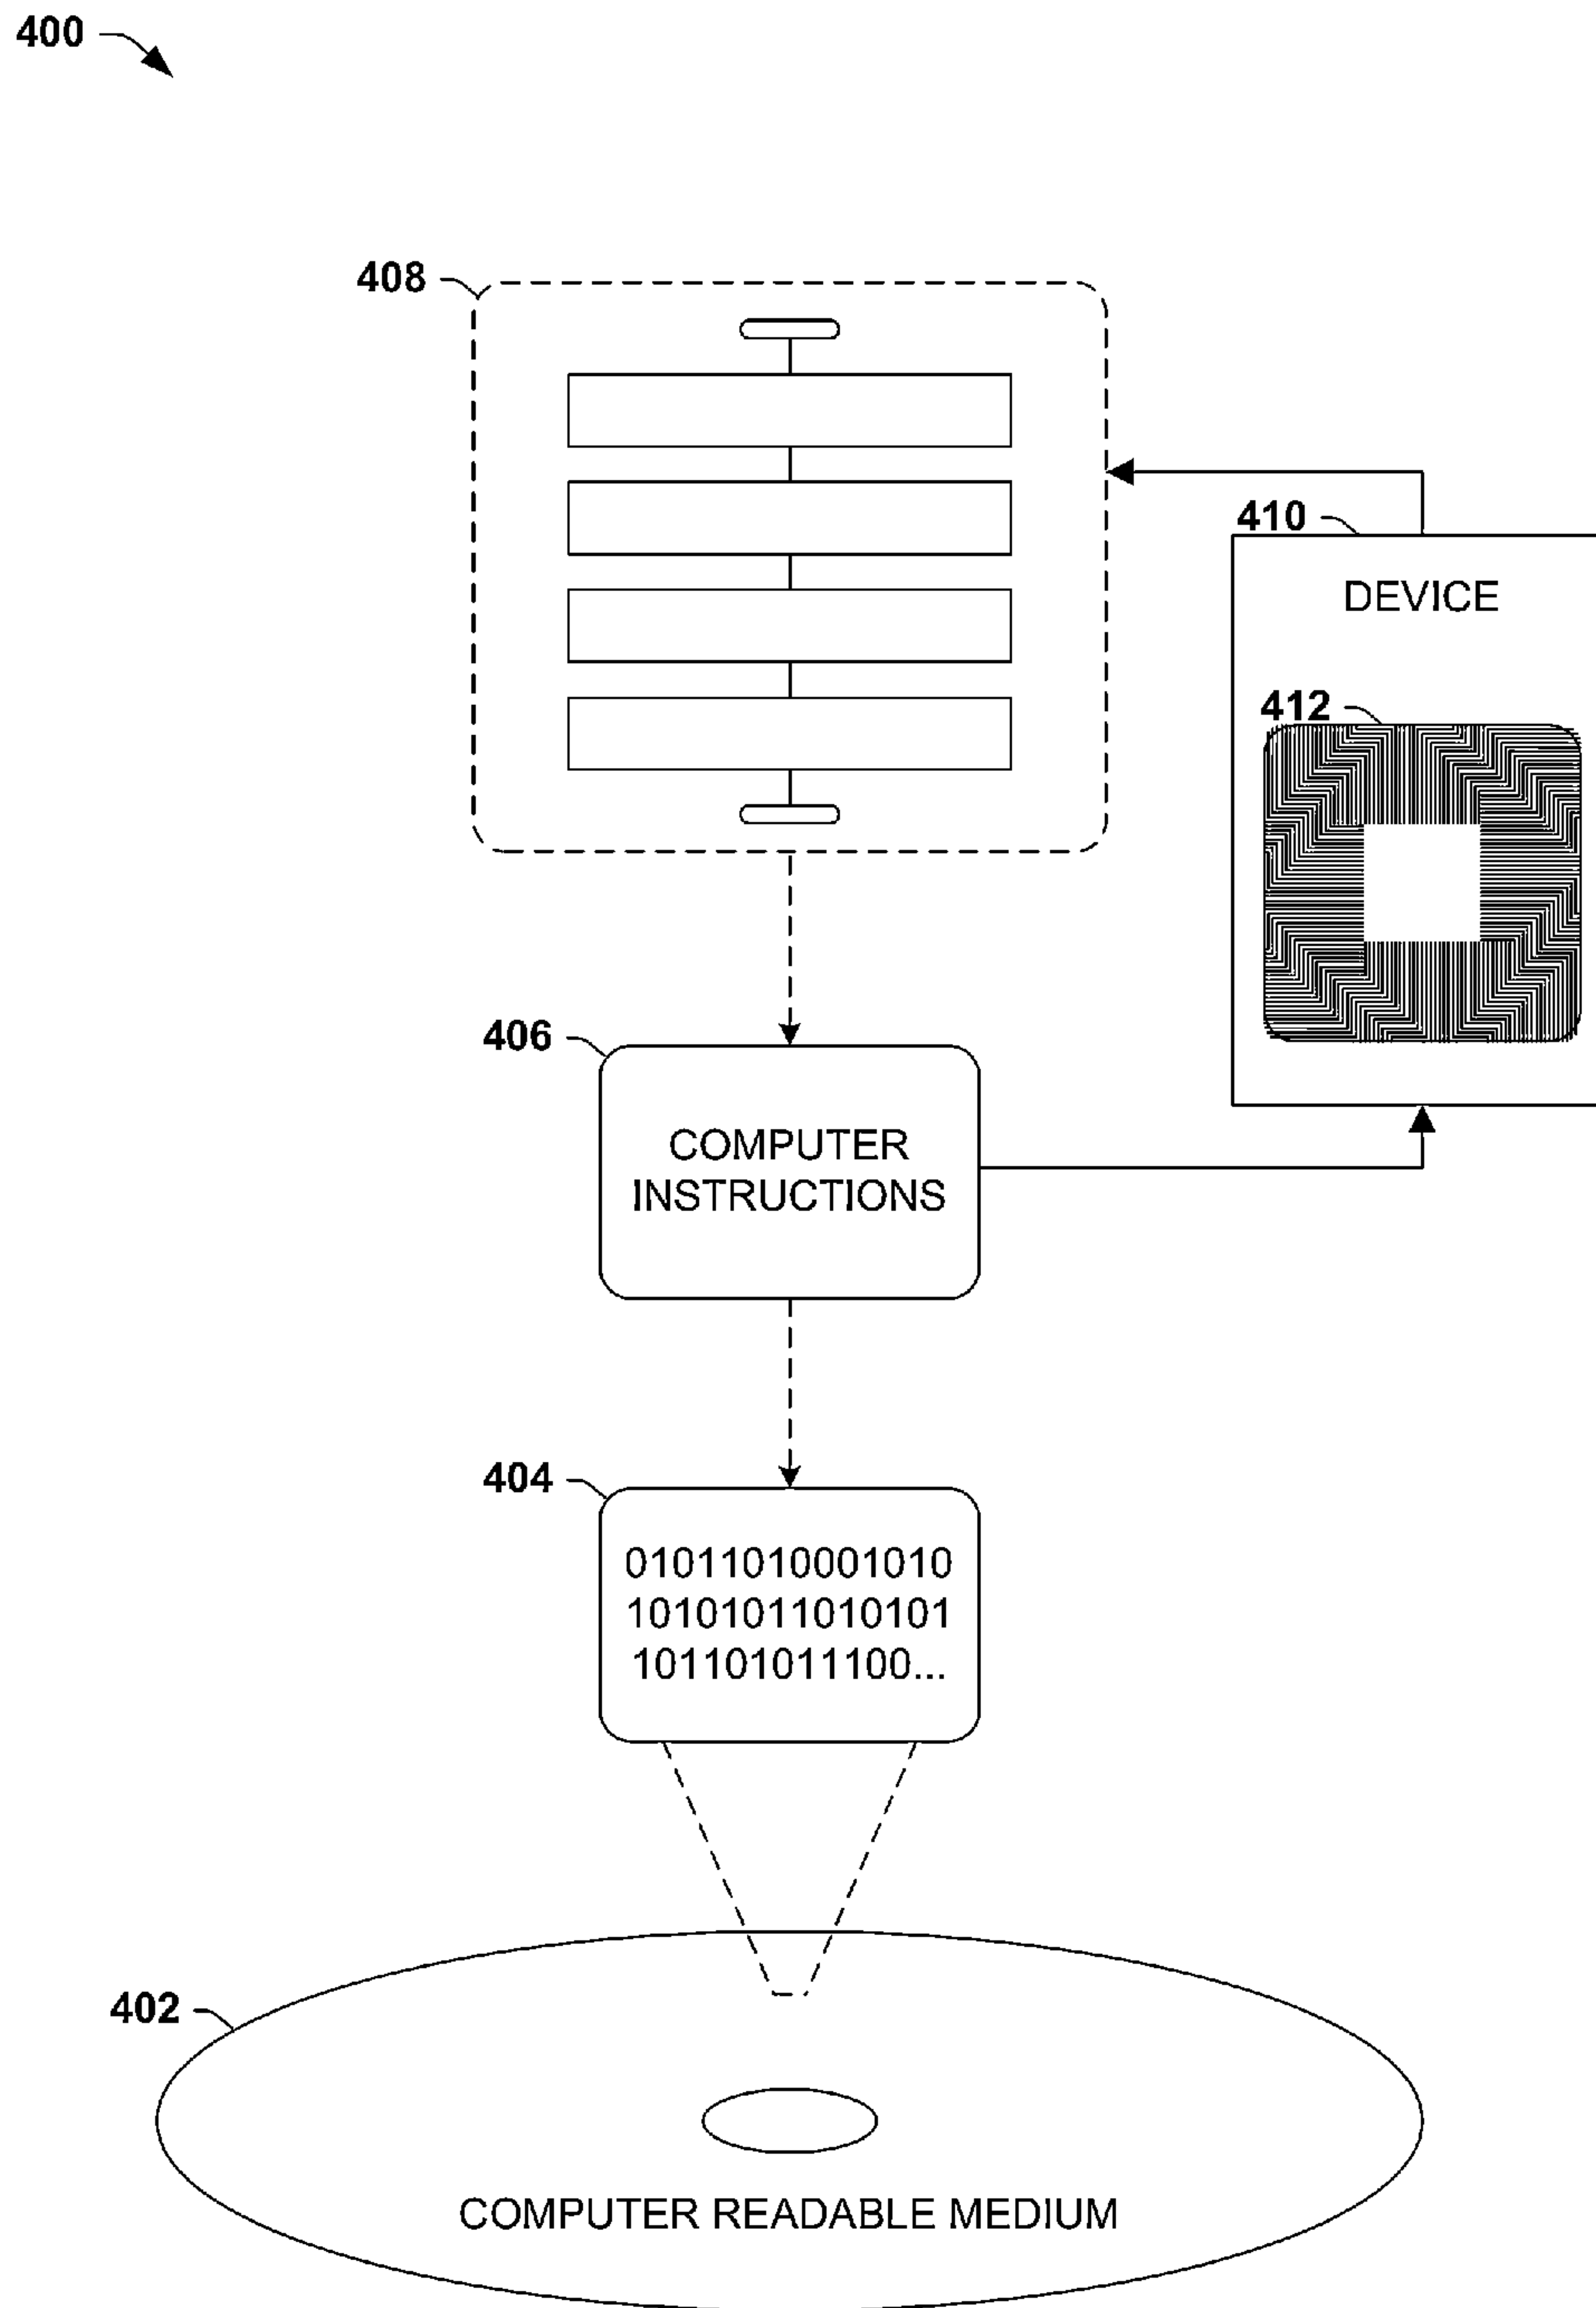 400
408
410
DEVICE
412
406
COMPUTER
INSTRUCTIONS
404
01011010001010
10101011010101
101101011100...
402
COMPUTER READABLE MEDIUM